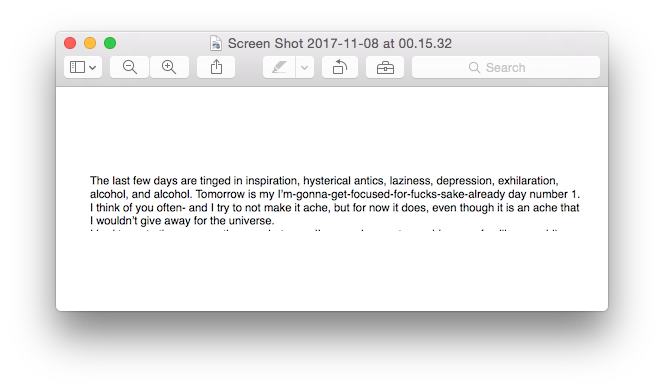 Screen Shot 2017-11-08 at 00.15.32
Search
The last few days are tinged in inspiration, hysterical antics, laziness, depression, exhilaration,
alcohol, and alcohol. Tomorrow is my I'm-gonna-get-focused-for-fucks-sake-already day number 1.
I think of you often- and I try to not make it ache, but for now it does, even though it is an ache that
I wouldn't give away for the universe.